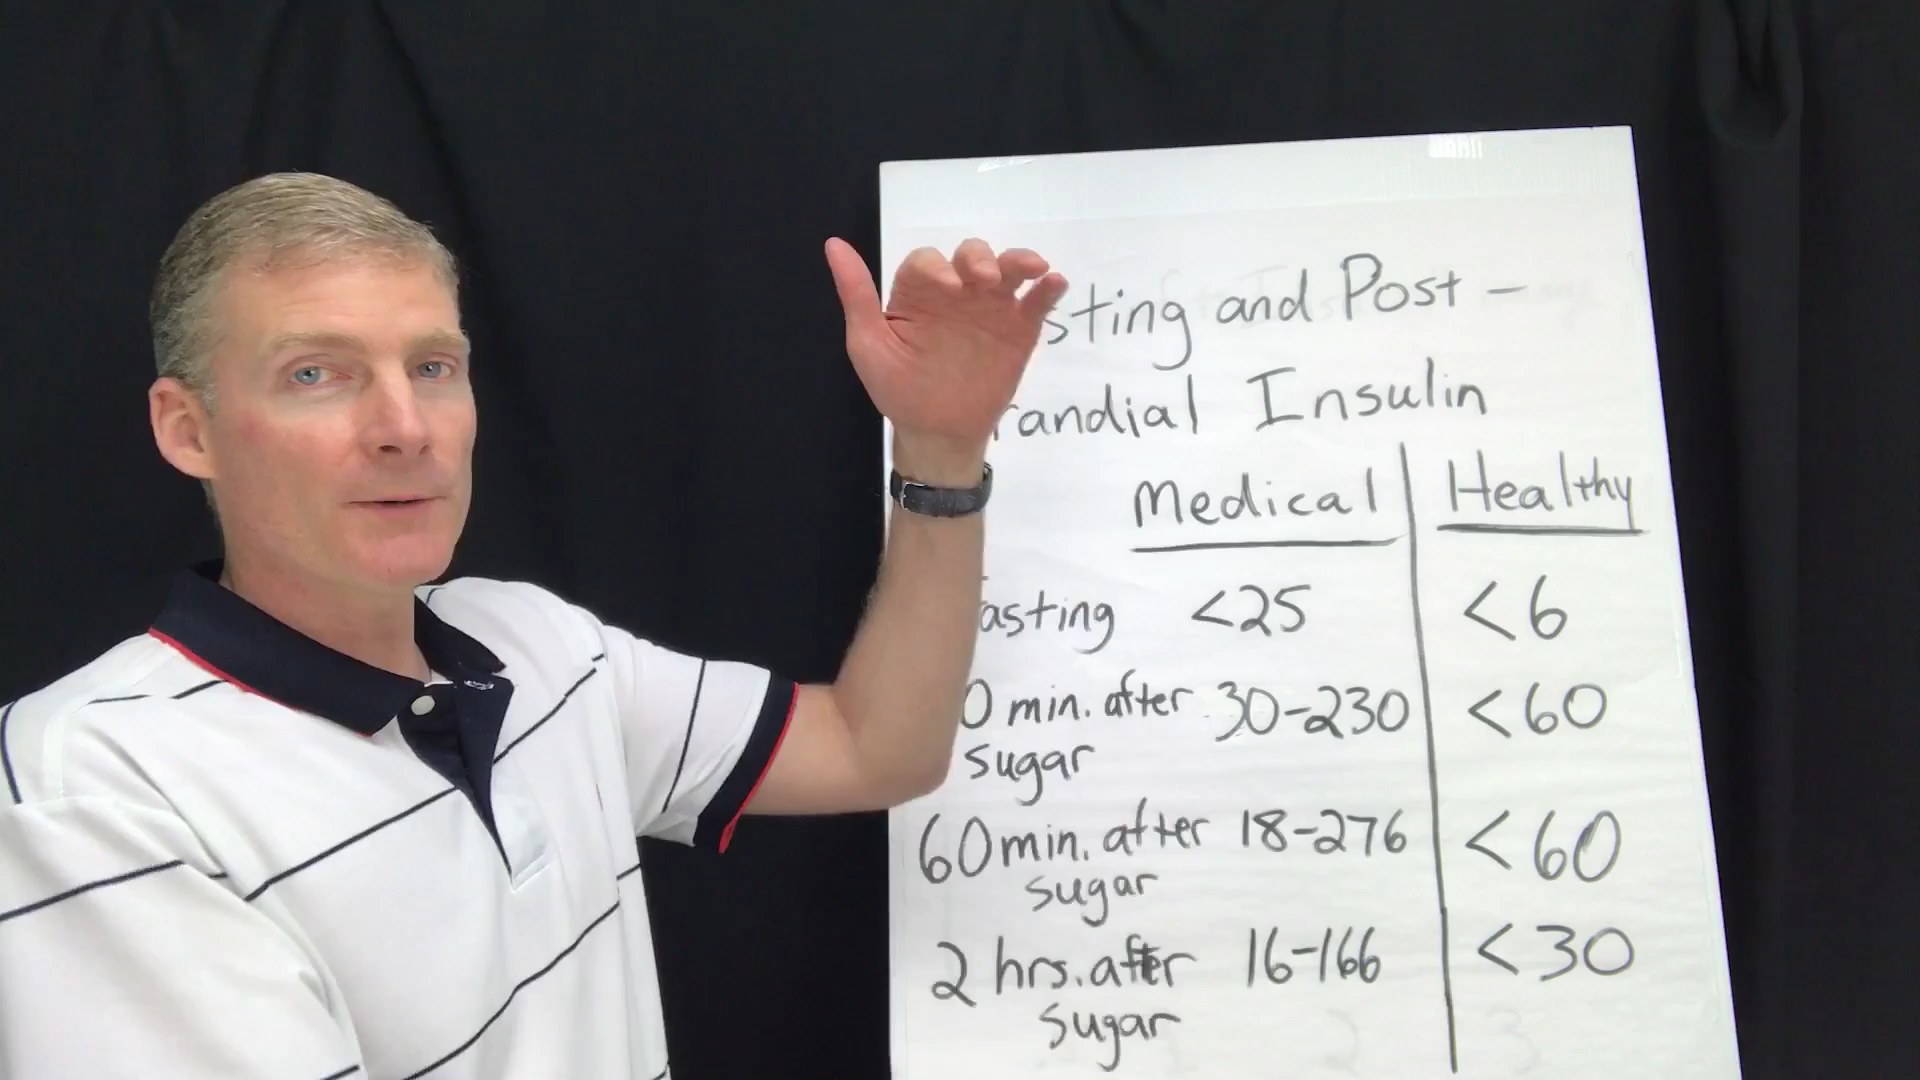 sting and Post -
randial Insulin
Medical Healthy
asting <25 <6
0 min. after 30-230 <60
sugar
60 min. after 18-276 <60
sugar
2 hrs. after 16-166 <30
sugar